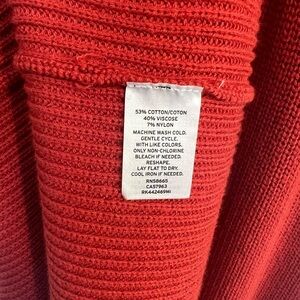 53% COTTON/COTON
40% VISCOSE
7% NYLON
MACHINE WASH COLD.
GENTLE CYCLE.
WITH LIKE COLORS.
ONLY NON-CHLORINE
BLEACH IF NEEDED.
RESHAPE.
LAY FLAT TO DRY.
COOL IRON IF NEEDED.
RN58665
CA57963
RK442469MI